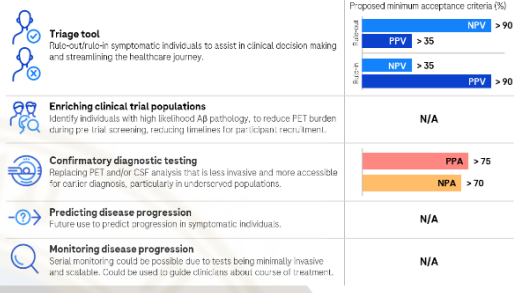 Proposed minimum acceptance criteria (%)
Triage tool
Rule-out/rule-in symptomatic individuals to assist in clinical decision making
and streamlining the healthcare journey.
Rule-out
NPV > 90
PPV > 35
Rule-in
NPV > 35
PPV > 90
Enriching clinical trial populations
Identify individuals with high likelihood Aβ pathology, to reduce PET burden
during pre trial screening, reducing timelines for participant recruitment.
N/A
Confirmatory diagnostic testing
Replacing PET and/or CSF analysis that is less invasive and more accessible
for earlier diagnosis, particularly in underserved populations.
PPA > 75
NPA > 70
Predicting disease progression
Future use to predict progression in symptomatic individuals.
N/A
Monitoring disease progression
Serial monitoring could be possible due to tests being minimally invasive
and scalable. Could be used to guide clinicians about course of treatment.
N/A